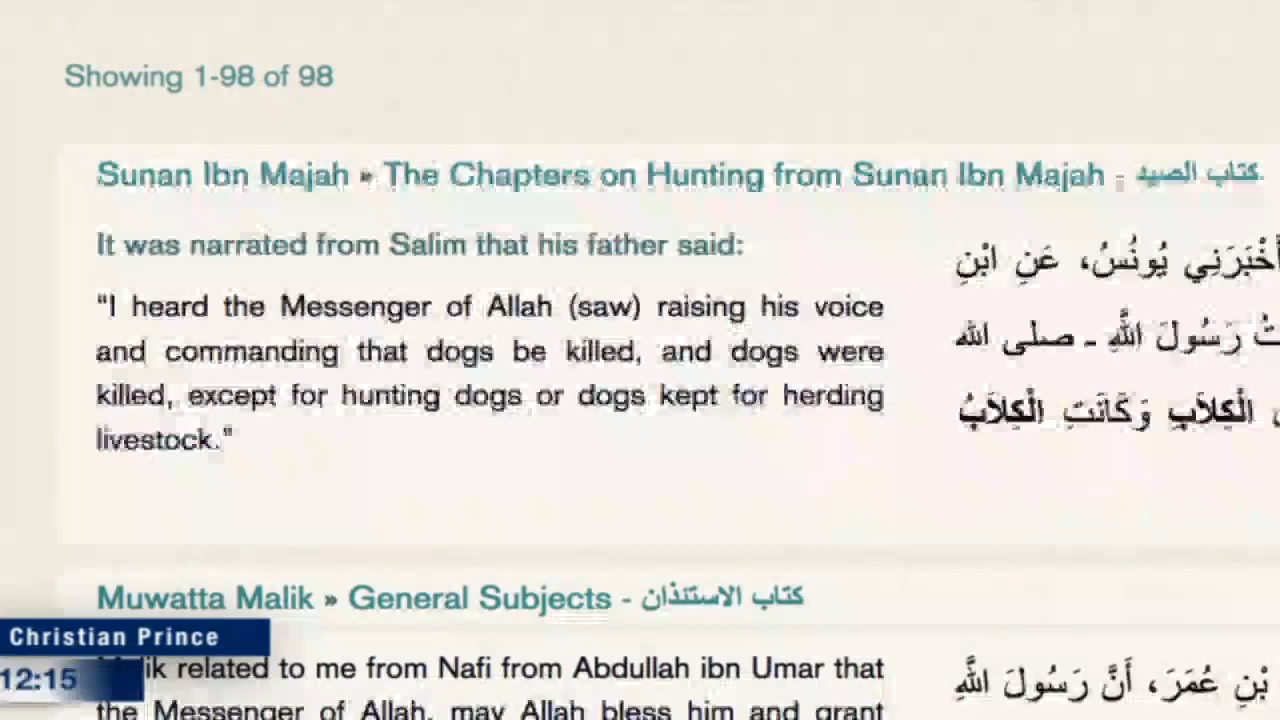 Showing 1-98 of 98
Sunan Ibn Majah » The Chapters on Hunting from Sunan Ibn Majah - كتاب الصيد
It was narrated from Salim that his father said:
"I heard the Messenger of Allah (saw) raising his voice
and commanding that dogs be killed, and dogs were
killed, except for hunting dogs or dogs kept for herding
livestock."
أَخْبَرَنِي يُونُسُ، عَنِ ابْنِ
رَسُولَ اللَّهِ ـ صلى الله
الْكِلاَبِ وَكَانَتِ الْكِلاَبُ
Muwatta Malik » General Subjects - كتاب الاستئذان
related to me from Nafi from Abdullah ibn Umar that
the Messenger of Allah, may Allah bless him and grant
بْنِ عُمَرَ، أَنَّ رَسُولَ اللَّهِ
Christian Prince
12:15